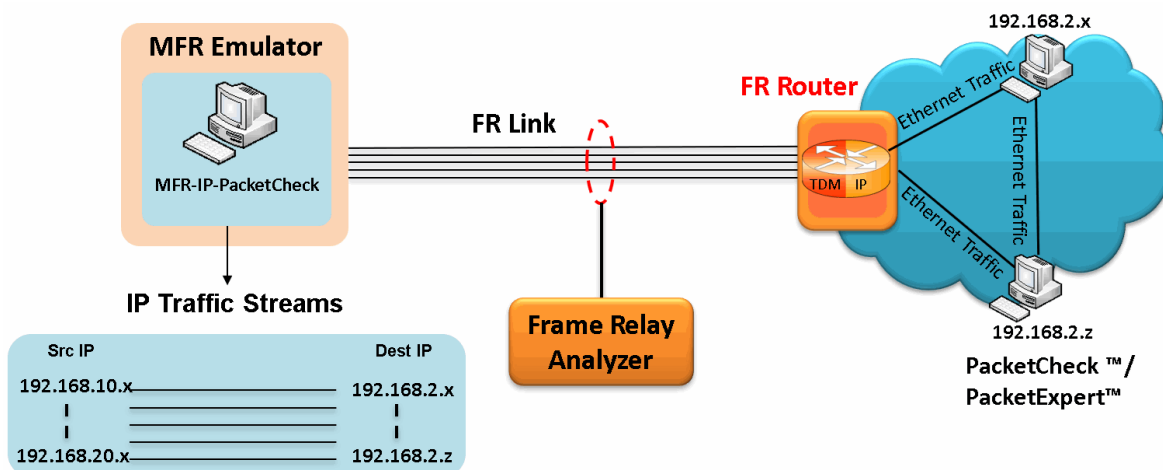 MFR Emulator
MFR-IP-PacketCheck
FR Link
FR Router
TDM IP
192.168.2.x
Ethernet Traffic
Ethernet Traffic
Ethernet Traffic
192.168.2.z
PacketCheck ™/
PacketExpert™
Frame Relay
Analyzer
IP Traffic Streams
Src IP Dest IP
192.168.10.x 192.168.2.x
192.168.20.x 192.168.2.z